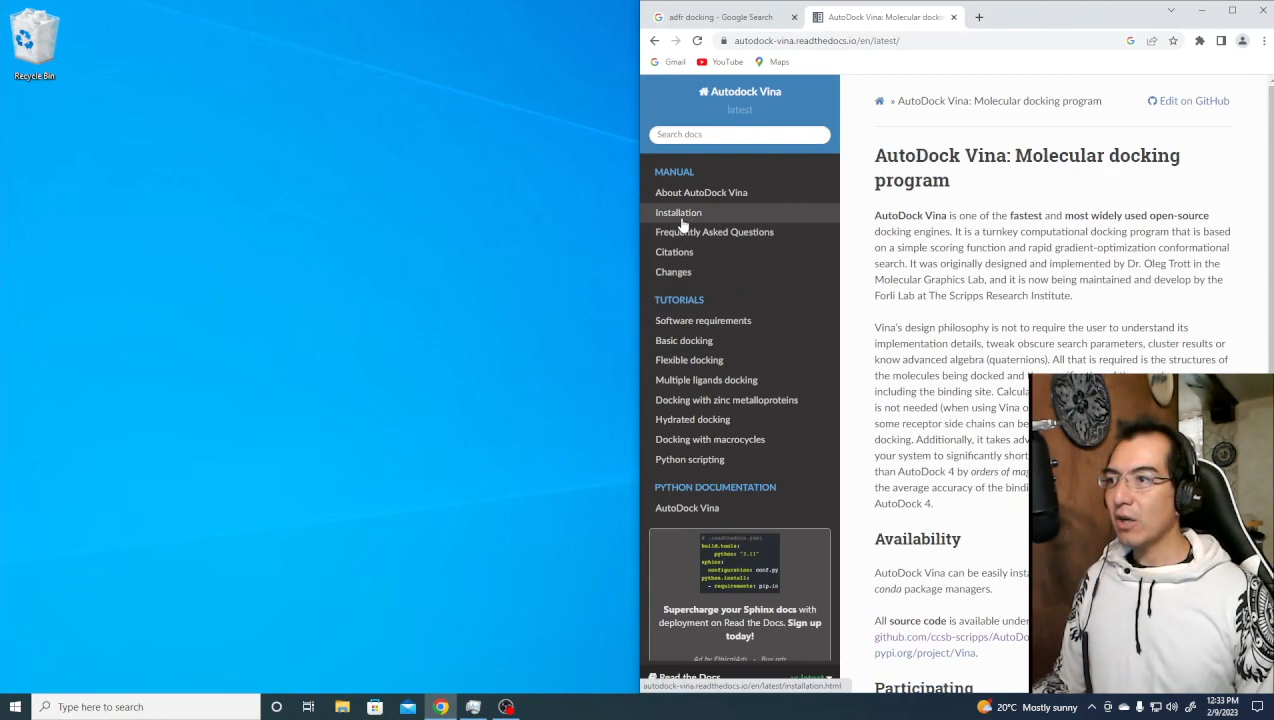 Recycle Bin
adfr docking - Google Search
AutoDock Vina: Molecular dockin
autodock-vina.readthedocs.io/en/latest/
Gmail
YouTube
Maps
Autodock Vina
latest
Search docs
MANUAL
About AutoDock Vina
Installation
Frequently Asked Questions
Citations
Changes
TUTORIALS
Software requirements
Basic docking
Flexible docking
Multiple ligands docking
Docking with zinc metalloproteins
Hydrated docking
Docking with macrocycles
Python scripting
PYTHON DOCUMENTATION
AutoDock Vina
# .readthedocs.yaml
build.tools:
python: "3.11"
sphinx:
configuration: conf.py
python.install:
- requirements: pip.in
Supercharge your Sphinx docs with
deployment on Read the Docs. Sign up
today!
Ad by EthicalAds · Buy ads
Read the Docs
v: latest
autodock-vina.readthedocs.io/en/latest/installation.html
» AutoDock Vina: Molecular docking program
Edit on GitHub
AutoDock Vina: Molecular docking
program
AutoDock Vina is one of the fastest and most widely used open-source
docking engines. It is a turnkey computational docking program that is based
on a simple scoring function and rapid gradient-optimization conformational
search. It was originally designed and implemented by Dr. Oleg Trott in the
Molecular Graphics Lab, and it is now being maintained and develop by the
Forli Lab at The Scripps Research Institute.
Vina's design philosophy is not to require the user to understand its
implementation details, tweak obscure search parameters, cluster results or
know advanced algebra (quaternions). All that is required is the structures of
the molecules being docked and
including the binding site. Calcula
is not needed (when using Vina o
some receptor side chains can be
docking. Additionally, it takes adv
your system to significantly short
than AutoDock 4 by orders of mag
the average accuracy of the bindi
AutoDock 4.
Availability
AutoDock Vina can be easily insta
conda package managers.
All source code is available under
github.com/ccsb-scripps/AutoDo
pypi.org/project/Vina.
Participating
Type here to search
20°C Mostly sunny
12:33 PM
2/9/2023